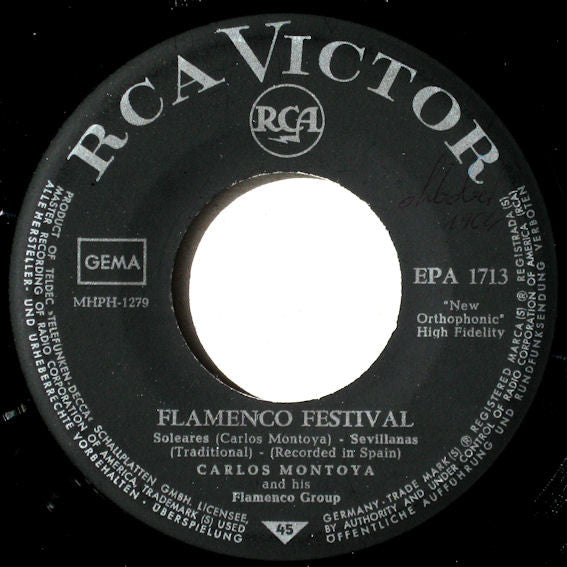 RCA VICTOR
RCA
GEMA
MHPH-1279
EPA 1713
"New
Orthophonic"
High Fidelity
FLAMENCO FESTIVAL
Soleares (Carlos Montoya) - Sevillanas
(Traditional) - (Recorded in Spain)
CARLOS MONTOYA
and his
Flamenco Group
45
PRODUCT OF TELDEC »TELEFUNKEN-DECCA« SCHALLPLATTEN GMBH, LICENSEE,
MASTER RECORDING OF RADIO CORPORATION OF AMERICA, TRADEMARK (S) USED
ALLE HERSTELLER- UND URHEBERRECHTE VORBEHALTEN - ÜBERSPIELUNG
GERMANY-TRADE MARK(S) ® REGISTERED MARCA(S) ® REGISTRADA(S)
BY AUTHORITY AND UNDER CONTROL OF RADIO CORPORATION OF AMERICA (RCA)
ÖFFENTLICHE AUFFÜHRUNG UND RUNDFUNKSENDUNG VERBOTEN